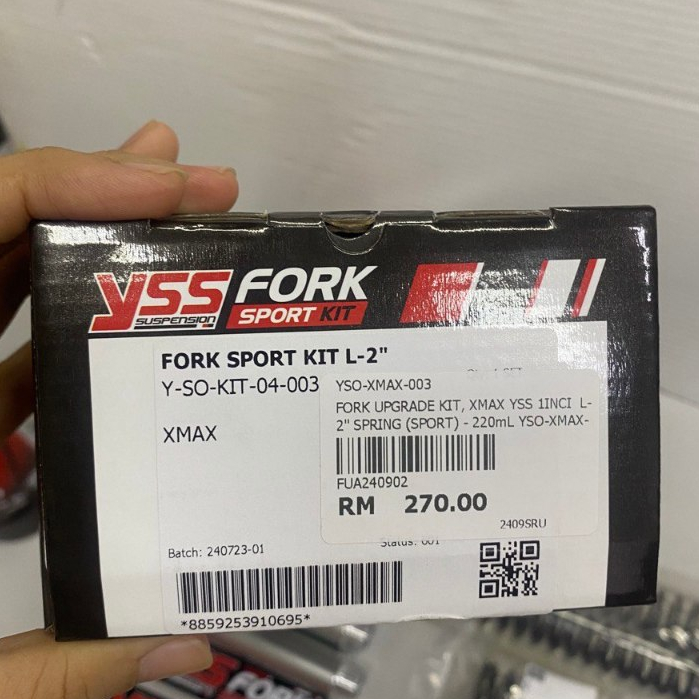 YSS FORK
SUSPENSION SPORT KIT
FORK SPORT KIT L-2"
Y-SO-KIT-04-003
XMAX
YSO-XMAX-003
FORK UPGRADE KIT, XMAX YSS 1INCI L-
2" SPRING (SPORT) - 220mL YSO-XMAX-
FUA240902
RM 270.00
2409SRU
Batch: 240723-01
Status: 001
*8859253910695*